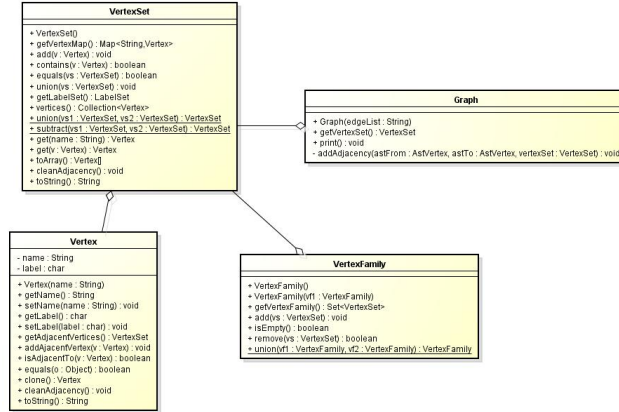 VertexSet
+ VertexSet()
+ getVertexMap() : Map<String,Vertex>
+ add(v : Vertex) : void
+ contains(v : Vertex) : boolean
+ equals(vs : VertexSet) : boolean
+ union(vs : VertexSet) : void
+ getLabelSet() : LabelSet
+ vertices() : Collection<Vertex>
+ union(vs1 : VertexSet, vs2 : VertexSet) : VertexSet
+ subtract(vs1 : VertexSet, vs2 : VertexSet) : VertexSet
+ get(name : String) : Vertex
+ get(v : Vertex) : Vertex
+ toArray() : Vertex[]
+ cleanAdjacency() : void
+ toString() : String
Graph
+ Graph(edgeList : String)
+ getVertexSet() : VertexSet
+ print() : void
- addAdjacency(astFrom : AstVertex, astTo : AstVertex, vertexSet : VertexSet) : void
Vertex
- name : String
- label : char
+ Vertex(name : String)
+ getName() : String
+ setName(name : String) : void
+ getLabel() : char
+ setLabel(label : char) : void
+ getAdjacentVertices() : VertexSet
+ addAjacentVertex(v : Vertex) : void
+ isAdjacentTo(v : Vertex) : boolean
+ equals(o : Object) : boolean
+ clone() : Vertex
+ cleanAdjacency() : void
+ toString() : String
VertexFamily
+ VertexFamily()
+ VertexFamily(vf1 : VertexFamily)
+ getVertexFamily() : Set<VertexSet>
+ add(vs : VertexSet) : void
+ isEmpty() : boolean
+ remove(vs : VertexSet) : boolean
+ union(vf1 : VertexFamily, vf2 : VertexFamily) : VertexFamily